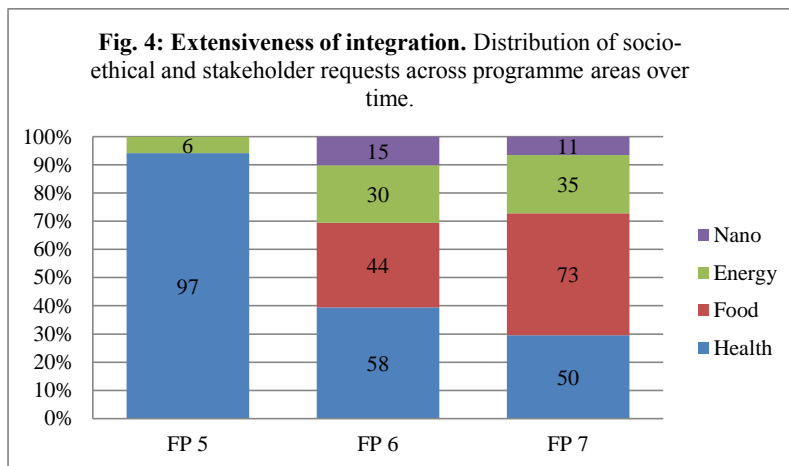 Fig. 4: Extensiveness of integration. Distribution of socio-
ethical and stakeholder requests across programme areas over
time.
100%
90%
80%
70%
60%
50%
40%
30%
20%
10%
0%
6
97
15
30
44
58
11
35
73
50
FP 5
FP 6
FP 7
Nano
Energy
Food
Health